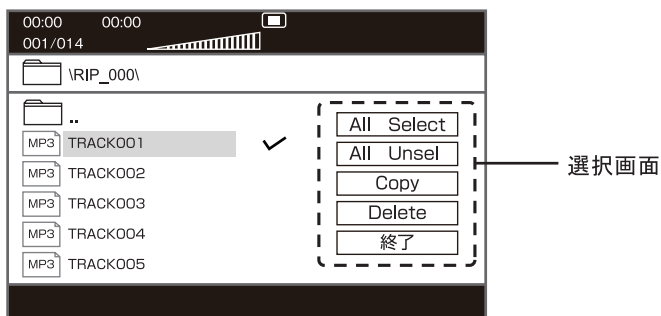 00:00 00:00
001/014
\RIP_000\
..
MP3 TRACK001
MP3 TRACK002
MP3 TRACK003
MP3 TRACK004
MP3 TRACK005
All Select
All Unsel
Copy
Delete
終了
選択画面